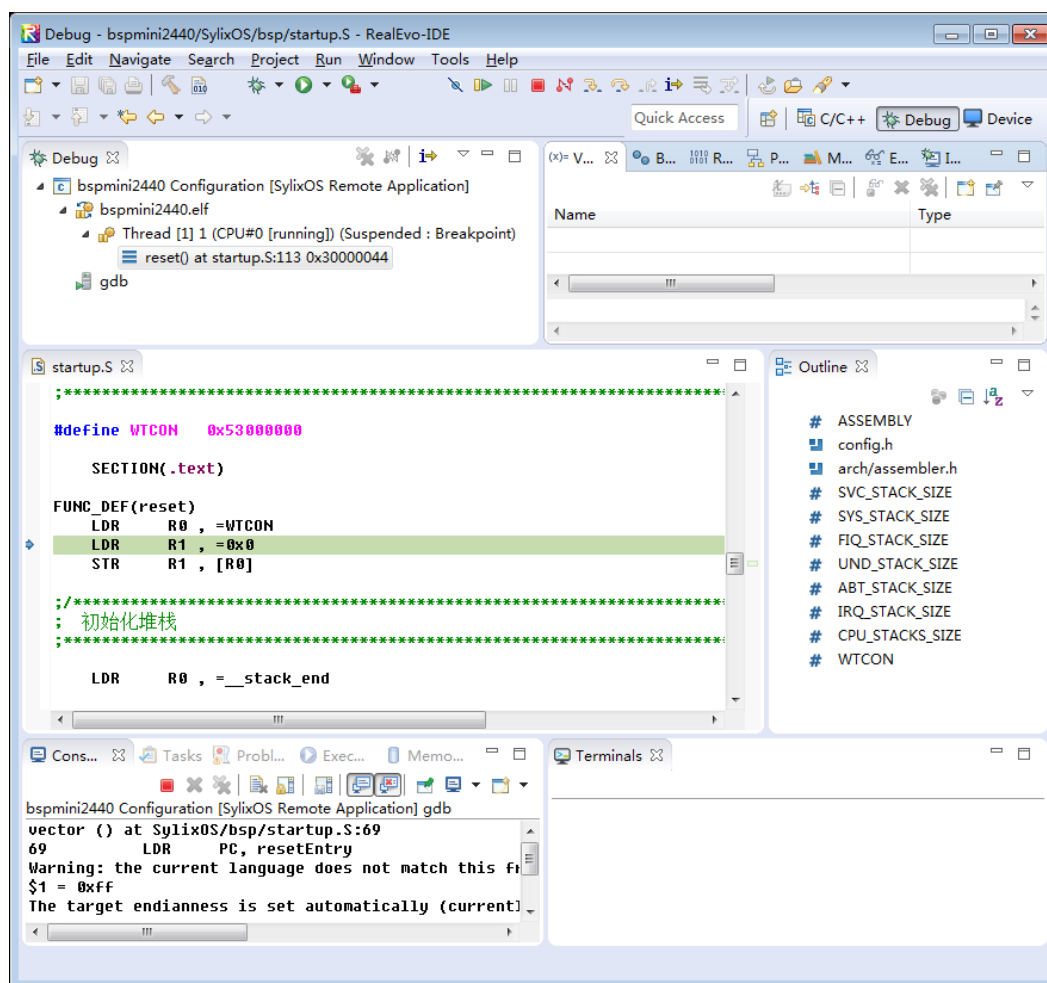 Debug - bspmini2440/SylixOS/bsp/startup.S - RealEvo-IDE
File Edit Navigate Search Project Run Window Tools Help
Quick Access C/C++ Debug Device
Debug
bspmini2440 Configuration [SylixOS Remote Application]
bspmini2440.elf
Thread [1] 1 (CPU#0 [running]) (Suspended : Breakpoint)
reset() at startup.S:113 0x30000044
gdb
(x)= V... B... R... P... M... E... I...
Name Type
startup.S
;************************************************************************
#define WTCON 0x53000000
SECTION(.text)
FUNC_DEF(reset)
LDR R0 , =WTCON
LDR R1 , =0x0
STR R1 , [R0]
;/***********************************************************************
; 初始化堆栈
;************************************************************************
LDR R0 , =__stack_end
Outline
# ASSEMBLY
config.h
arch/assembler.h
# SVC_STACK_SIZE
# SYS_STACK_SIZE
# FIQ_STACK_SIZE
# UND_STACK_SIZE
# ABT_STACK_SIZE
# IRQ_STACK_SIZE
# CPU_STACKS_SIZE
# WTCON
Cons... Tasks Probl... Exec... Memo...
bspmini2440 Configuration [SylixOS Remote Application] gdb
vector () at SylixOS/bsp/startup.S:69
69 LDR PC, resetEntry
Warning: the current language does not match this fr
$1 = 0xff
The target endianness is set automatically (currentl
Terminals